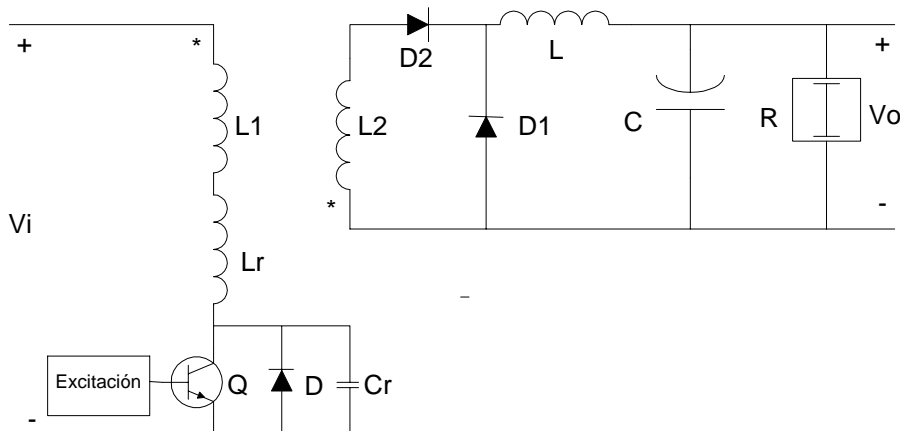 +
*
D2
L
+
L1
L2
D1
C
R
Vo
*
-
Vi
Lr
Excitación
Q
D
Cr
-